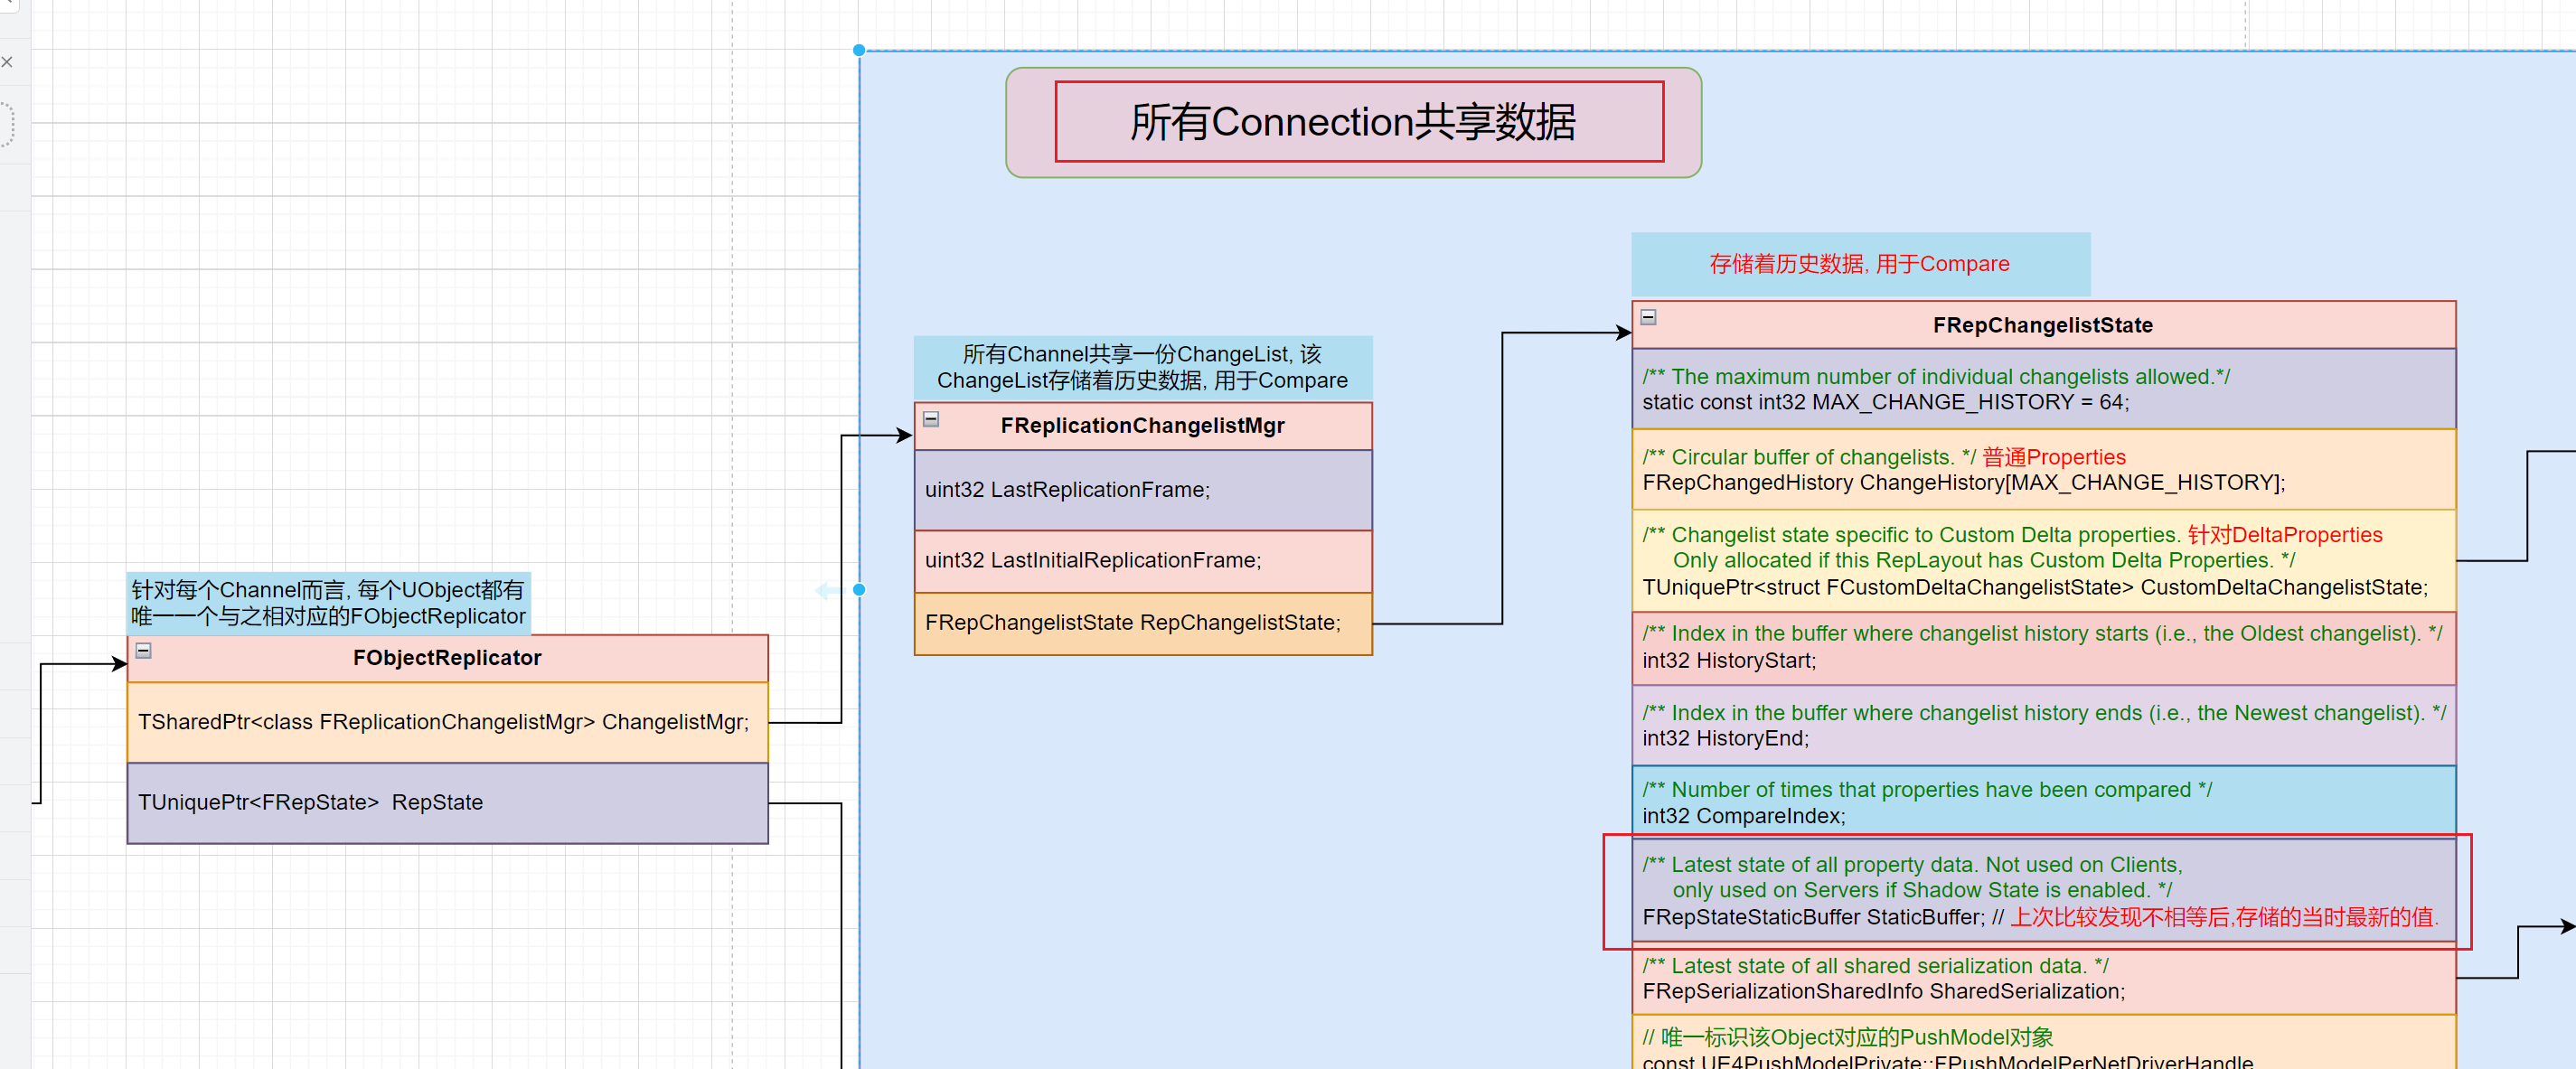 所有Connection共享数据
存储着历史数据, 用于Compare
所有Channel共享一份ChangeList, 该
ChangeList存储着历史数据, 用于Compare
FReplicationChangelistMgr
uint32 LastReplicationFrame;
uint32 LastInitialReplicationFrame;
FRepChangelistState RepChangelistState;
针对每个Channel而言, 每个UObject都有
唯一一个与之相对应的FObjectReplicator
FObjectReplicator
TSharedPtr<class FReplicationChangelistMgr> ChangelistMgr;
TUniquePtr<FRepState>  RepState
FRepChangelistState
/** The maximum number of individual changelists allowed.*/
static const int32 MAX_CHANGE_HISTORY = 64;
/** Circular buffer of changelists. */ 普通Properties
FRepChangedHistory ChangeHistory[MAX_CHANGE_HISTORY];
/** Changelist state specific to Custom Delta properties. 针对DeltaProperties
Only allocated if this RepLayout has Custom Delta Properties. */
TUniquePtr<struct FCustomDeltaChangelistState> CustomDeltaChangelistState;
/** Index in the buffer where changelist history starts (i.e., the Oldest changelist). */
int32 HistoryStart;
/** Index in the buffer where changelist history ends (i.e., the Newest changelist). */
int32 HistoryEnd;
/** Number of times that properties have been compared */
int32 CompareIndex;
/** Latest state of all property data. Not used on Clients,
only used on Servers if Shadow State is enabled. */
FRepStateStaticBuffer StaticBuffer; // 上次比较发现不相等后,存储的当时最新的值.
/** Latest state of all shared serialization data. */
FRepSerializationSharedInfo SharedSerialization;
// 唯一标识该Object对应的PushModel对象
const UE4PushModelPrivate::FPushModelPerNetDriverHandle